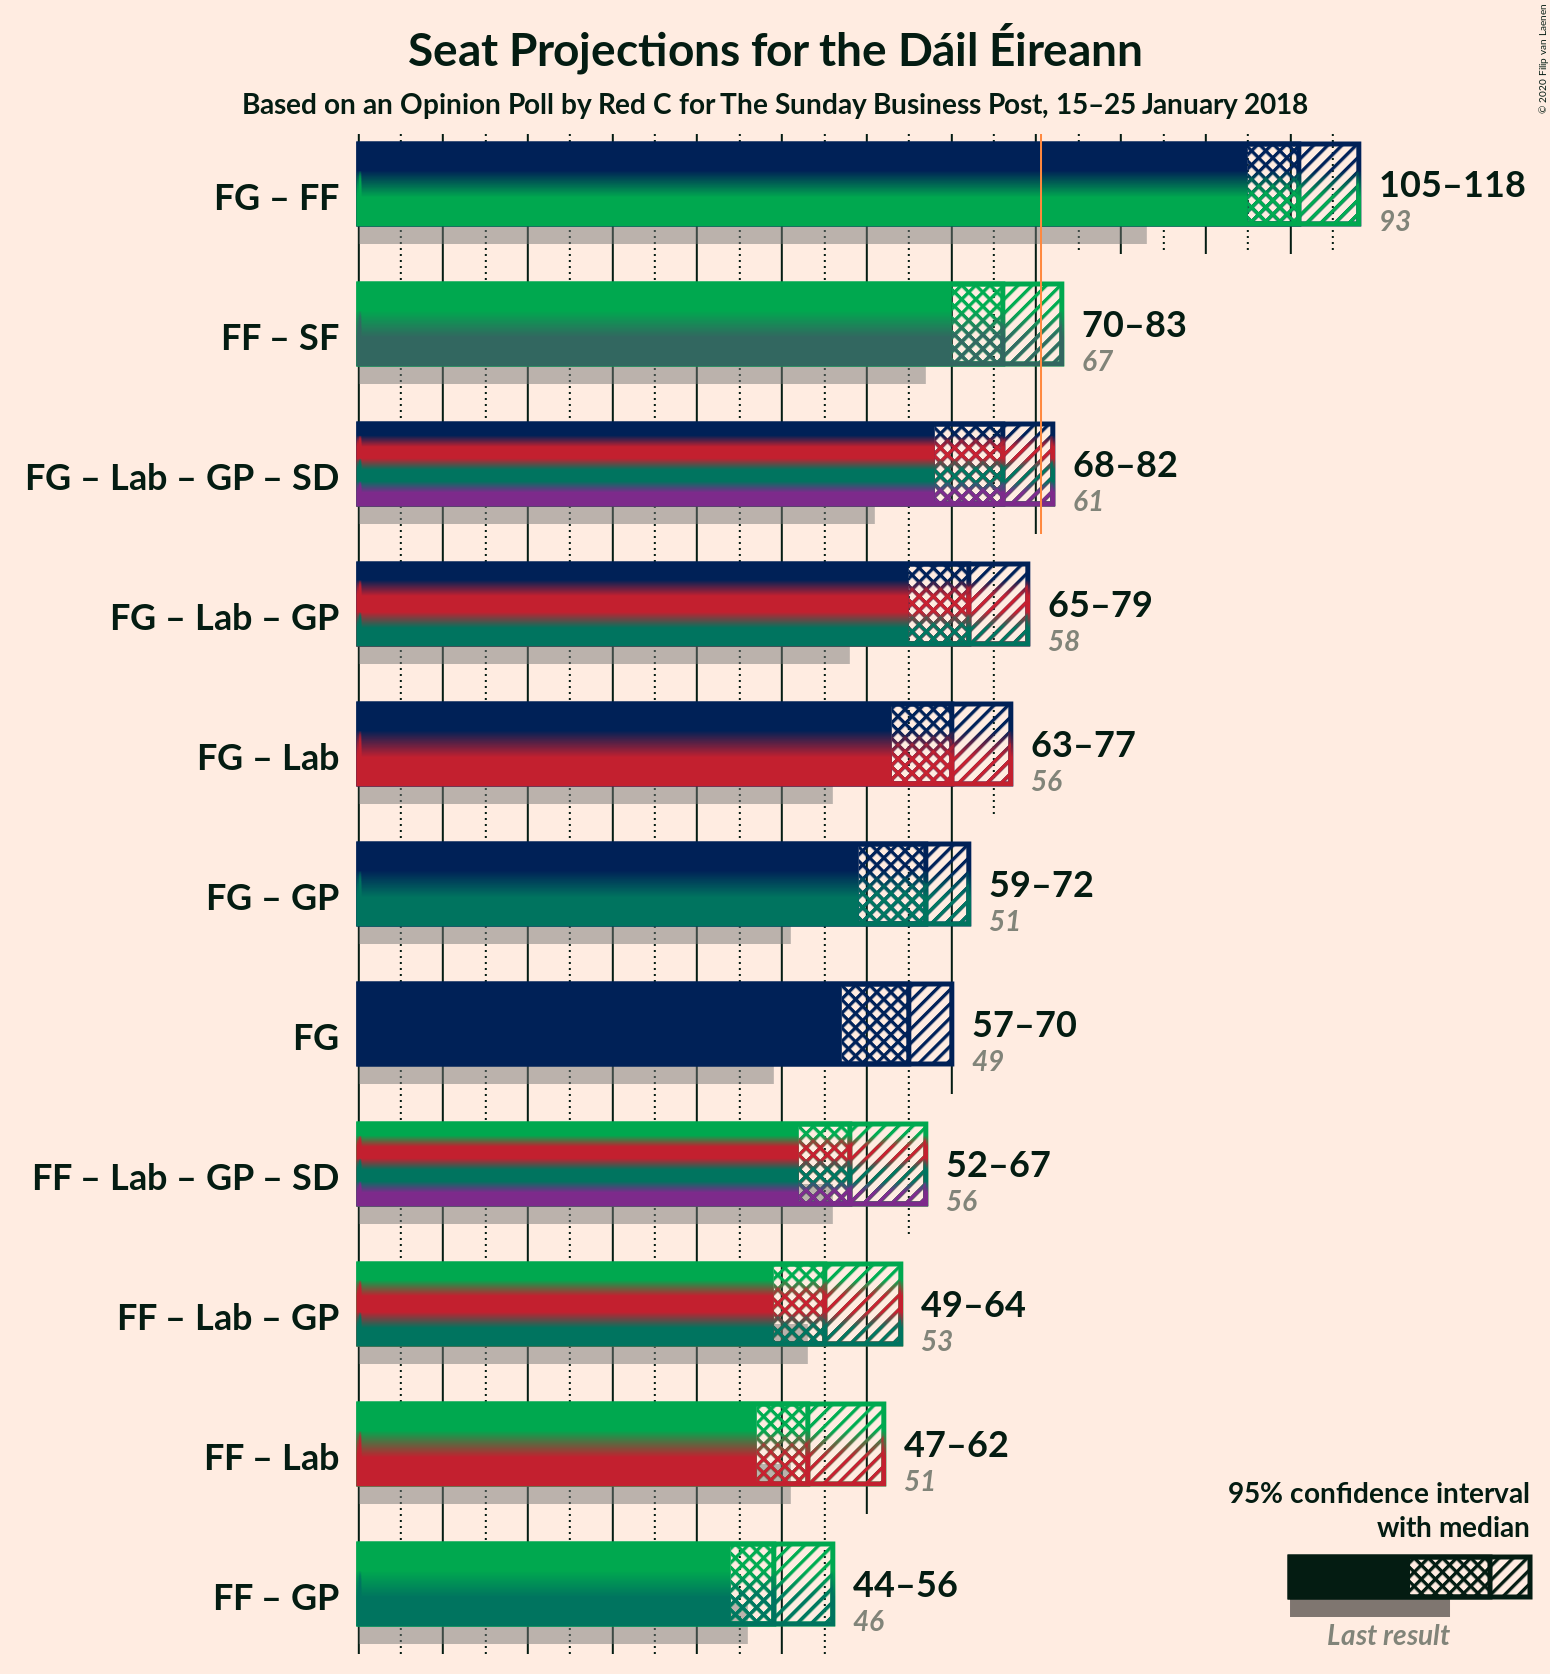 Seat Projections for the Dáil Éireann
Based on an Opinion Poll by Red C for The Sunday Business Post, 15–25 January 2018
© 2020 Filip van Laenen
FG – FF
105–118
93
FF – SF
70–83
67
FG – Lab – GP – SD
68–82
61
FG – Lab – GP
65–79
58
FG – Lab
63–77
56
FG – GP
59–72
51
FG
57–70
49
FF – Lab – GP – SD
52–67
56
FF – Lab – GP
49–64
53
FF – Lab
47–62
51
FF – GP
44–56
46
95% confidence interval
with median
Last result